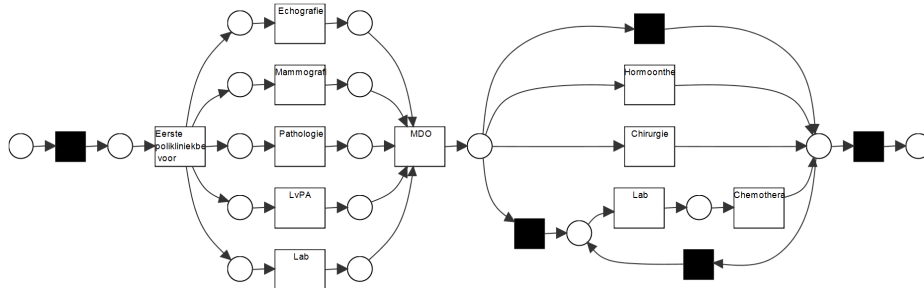 Echografie
Mammografi
Eerste
polikliniekbe
voor
Pathologie
MDO
LvPA
Lab
Hormoonthe
Chirurgie
Lab
Chemothera